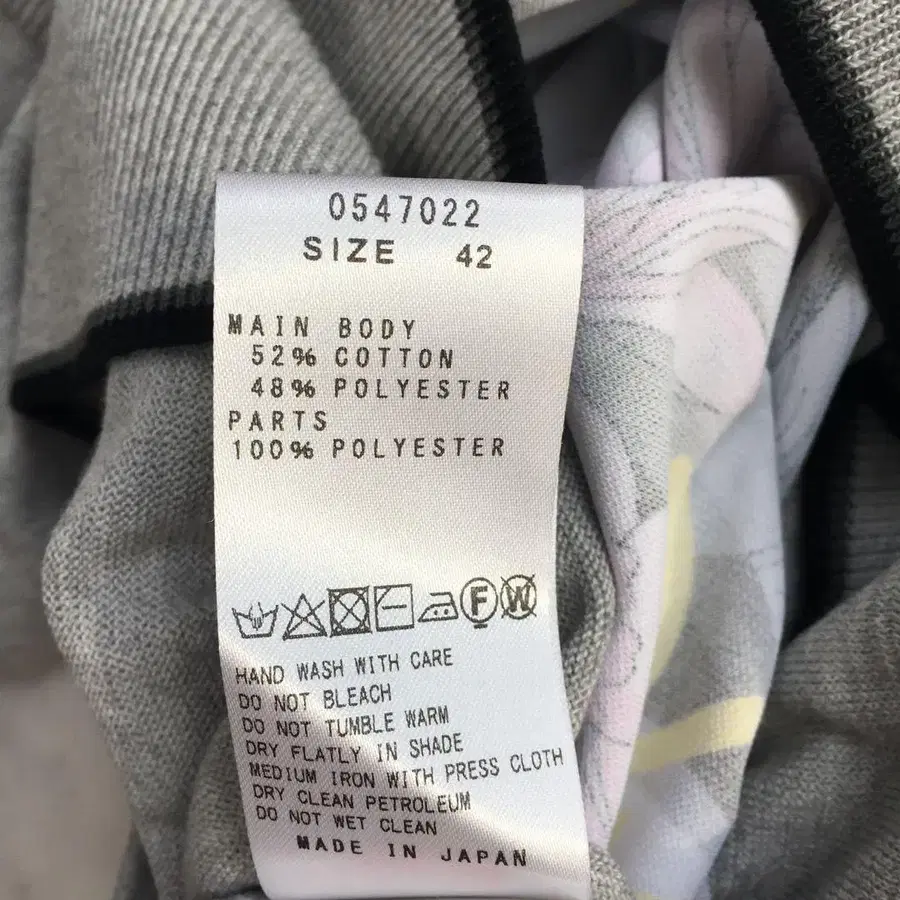 0547022
SIZE 42
MAIN BODY
52% COTTON
48% POLYESTER
PARTS
100% POLYESTER
F W
HAND WASH WITH CARE
DO NOT BLEACH
DO NOT TUMBLE WARM
DRY FLATLY IN SHADE
MEDIUM IRON WITH PRESS CLOTH
DRY CLEAN PETROLEUM
DO NOT WET CLEAN
MADE IN JAPAN